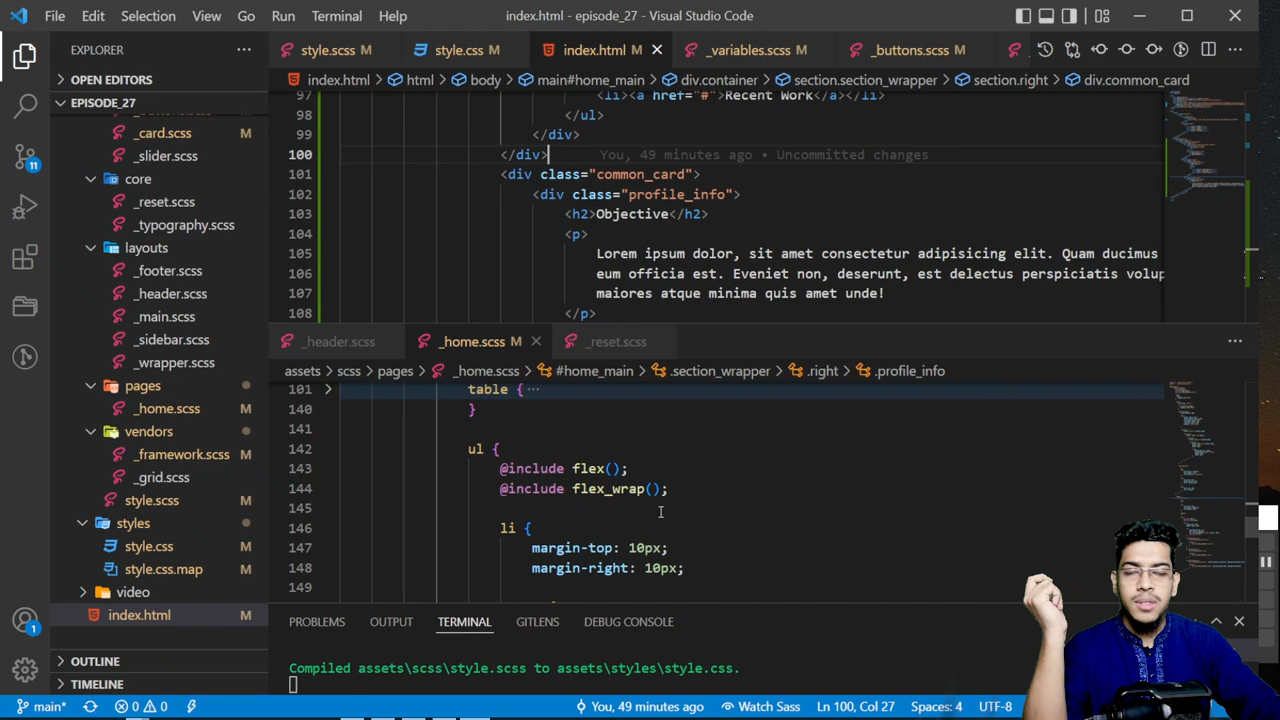 File Edit Selection View Go Run Terminal Help index.html - episode_27 - Visual Studio Code
EXPLORER
OPEN EDITORS
EPISODE_27
_card.scss M
_slider.scss
core
_reset.scss
_typography.scss
layouts
_footer.scss
_header.scss
_main.scss
_sidebar.scss
_wrapper.scss
pages
_home.scss M
vendors
_framework.scss M
_grid.scss
style.scss M
styles
style.css M
style.css.map M
video
index.html M
OUTLINE
TIMELINE
11
1
style.scss M style.css M index.html M _variables.scss M _buttons.scss M
index.html html body main#home_main div.container section.section_wrapper section.right div.common_card
97 <li><a href="#">Recent Work</a></li>
98 </ul>
99 </div>
100 </div> You, 49 minutes ago • Uncommitted changes
101 <div class="common_card">
102 <div class="profile_info">
103 <h2>Objective</h2>
104 <p>
105 Lorem ipsum dolor, sit amet consectetur adipisicing elit. Quam ducimus
106 eum officia est. Eveniet non, deserunt, est delectus perspiciatis volup
107 maiores atque minima quis amet unde!
108 </p>
_header.scss _home.scss M _reset.scss
assets scss pages _home.scss #home_main .section_wrapper .right .profile_info
101 table { ⋯
140 }
141
142 ul {
143 @include flex();
144 @include flex_wrap();
145
146 li {
147 margin-top: 10px;
148 margin-right: 10px;
149
PROBLEMS OUTPUT TERMINAL GITLENS DEBUG CONSOLE
Compiled assets\scss\style.scss to assets\styles\style.css.
main* 0 0 You, 49 minutes ago Watch Sass Ln 100, Col 27 Spaces: 4 UTF-8